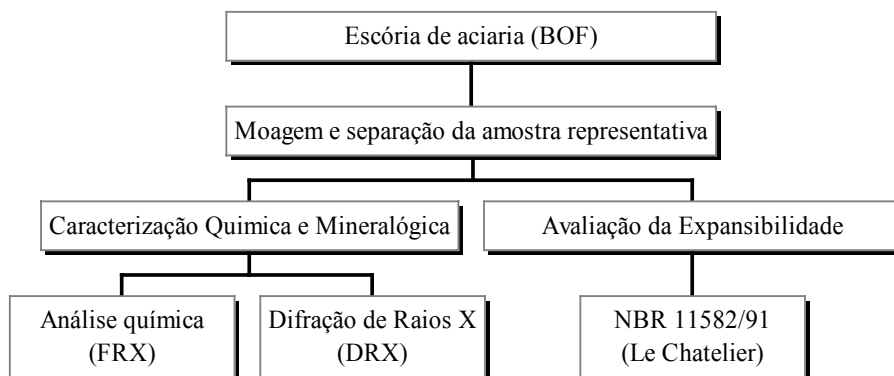 Escória de aciaria (BOF)
Moagem e separação da amostra representativa
Caracterização Quimica e Mineralógica
Avaliação da Expansibilidade
Análise química
(FRX)
Difração de Raios X
(DRX)
NBR 11582/91
(Le Chatelier)